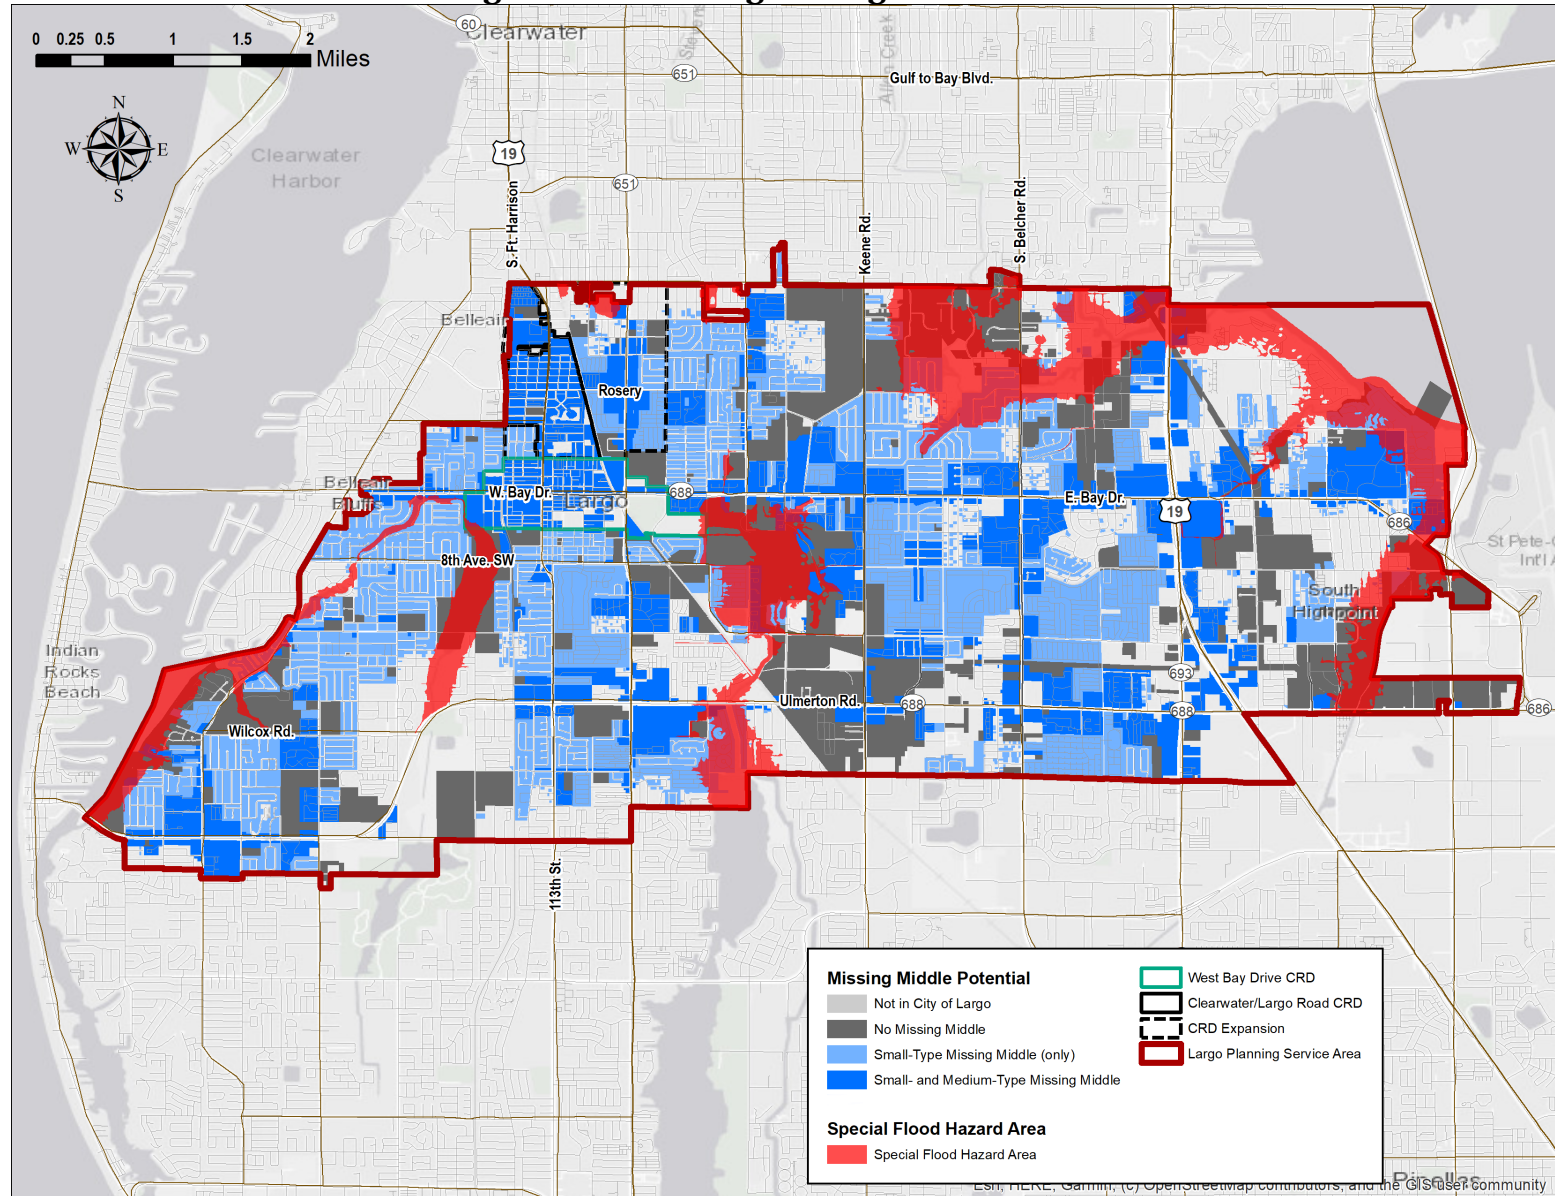 0 0.25 0.5 1 1.5 2
Miles
N
W E
S
60
Clearwater
Stevens
651
Gulf to Bay Blvd.
Clearwater
Harbor
19
651
S. Ft. Harrison
Keene Rd.
S. Belcher Rd.
Belleair
Rosery
Belleair
Bluffs
W. Bay Dr.
Largo
688
E. Bay Dr.
19
686
St Pete-C
Int'l A
8th Ave. SW
South
Highpoint
Indian
Rocks
Beach
693
Ulmerton Rd.
688
688
686
Wilcox Rd.
113th St.
Missing Middle Potential
Not in City of Largo
No Missing Middle
Small-Type Missing Middle (only)
Small- and Medium-Type Missing Middle
Special Flood Hazard Area
Special Flood Hazard Area
West Bay Drive CRD
Clearwater/Largo Road CRD
CRD Expansion
Largo Planning Service Area
Esri, HERE, Garmin, (c) OpenStreetMap contributors, and the GIS user community